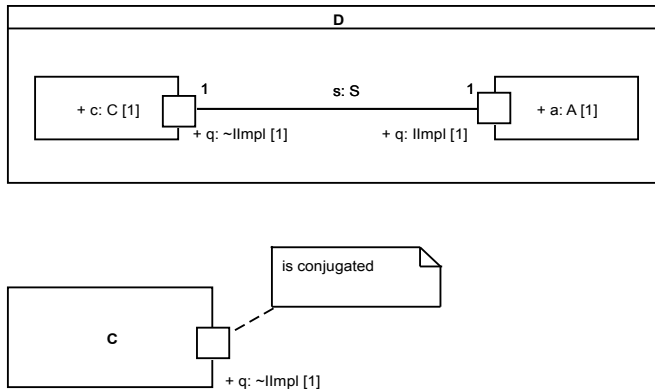 D
1
s: S
1
+ c: C [1]
+ a: A [1]
+ q: ~IImpl [1]
+ q: IImpl [1]
is conjugated
C
+ q: ~IImpl [1]